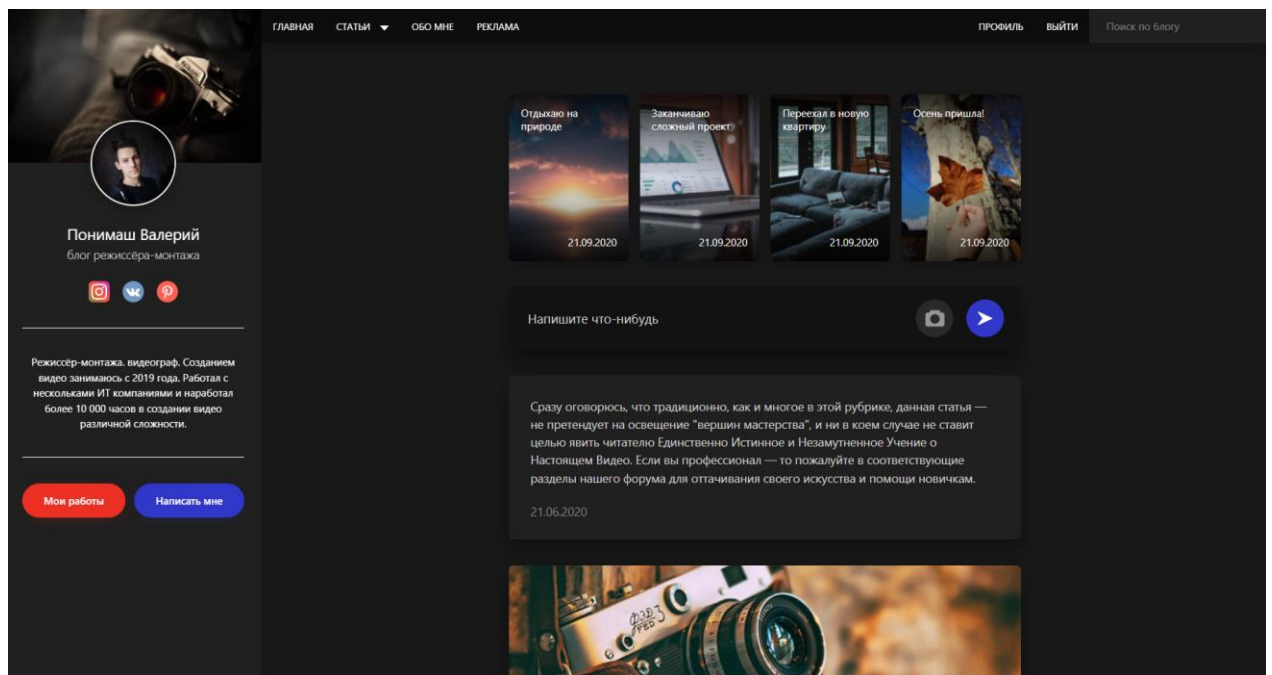 ГЛАВНАЯ СТАТЬИ ОБО МНЕ РЕКЛАМА ПРОФИЛЬ ВЫЙТИ Поиск по блогу
Понимаш Валерий
блог режиссёра-монтажа
Режиссёр-монтажа. видеограф. Созданием
видео занимаюсь с 2019 года. Работал с
нескольками ИТ компаниями и наработал
более 10 000 часов в создании видео
различной сложности.
Мои работы
Написать мне
Отдыхаю на
природе
21.09.2020
Заканчиваю
сложный проект
21.09.2020
Переехал в новую
квартиру
21.09.2020
Осень пришла!
21.09.2020
Напишите что-нибудь
Сразу оговорюсь, что традиционно, как и многое в этой рубрике, данная статья —
не претендует на освещение "вершин мастерства", и ни в коем случае не ставит
целью явить читателю Единственно Истинное и Незамутненное Учение о
Настоящем Видео. Если вы профессионал — то пожалуйте в соответствующие
разделы нашего форума для оттачивания своего искусства и помощи новичкам.
21.06.2020
ФЭД 3
FED